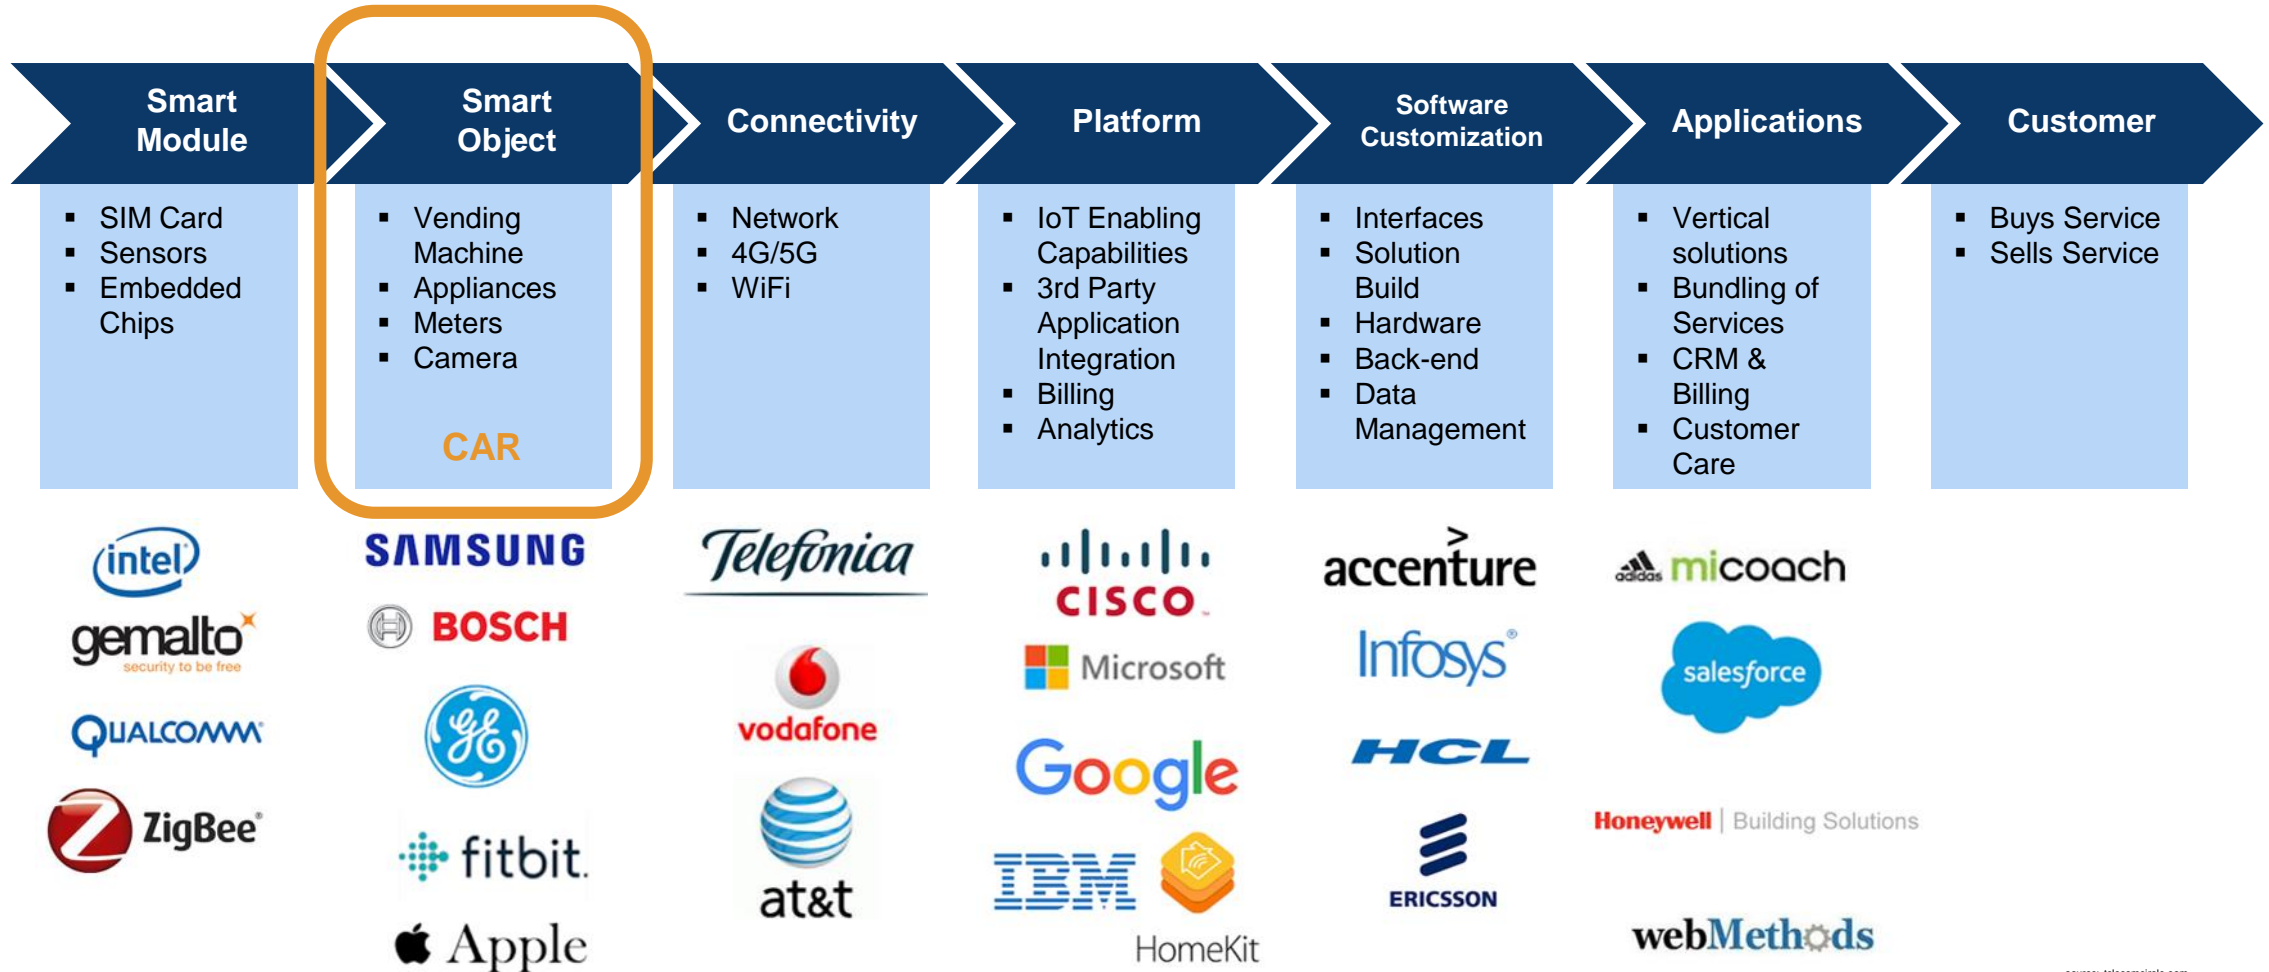 Smart
Module
Smart
Object
Connectivity
Platform
Software
Customization
Applications
Customer
▪ SIM Card
▪ Sensors
▪ Embedded
Chips
▪ Vending
Machine
▪ Appliances
▪ Meters
▪ Camera
CAR
▪ Network
▪ 4G/5G
▪ WiFi
▪ IoT Enabling
Capabilities
▪ 3rd Party
Application
Integration
▪ Billing
▪ Analytics
▪ Interfaces
▪ Solution
Build
▪ Hardware
▪ Back-end
▪ Data
Management
▪ Vertical
solutions
▪ Bundling of
Services
▪ CRM &
Billing
▪ Customer
Care
▪ Buys Service
▪ Sells Service
intel
gemalto
security to be free
QUALCOMM®
ZigBee®
SAMSUNG
BOSCH
GE
fitbit.
Apple
Telefónica
vodafone
at&t
CISCO
Microsoft
Google
IBM
HomeKit
accenture
Infosys®
HCL
ERICSSON
adidas micoach
salesforce
Honeywell | Building Solutions
webMethods